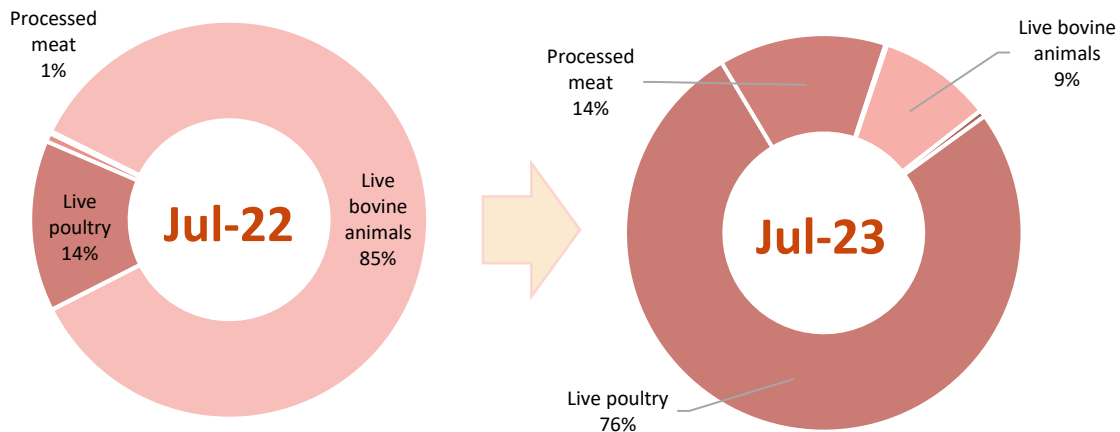 Processed
meat
1%
Live
poultry
14%
Jul-22
Live
bovine
animals
85%
Processed
meat
14%
Live bovine
animals
9%
Jul-23
Live poultry
76%